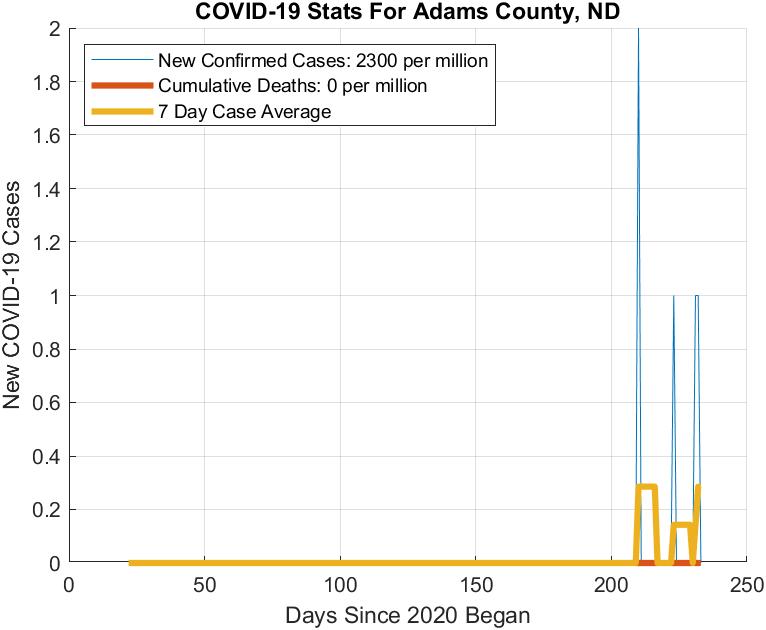 COVID-19 Stats For Adams County, ND
New Confirmed Cases: 2300 per million
Cumulative Deaths: 0 per million
7 Day Case Average
New COVID-19 Cases
2
1.8
1.6
1.4
1.2
1
0.8
0.6
0.4
0.2
0
0 50 100 150 200 250
Days Since 2020 Began